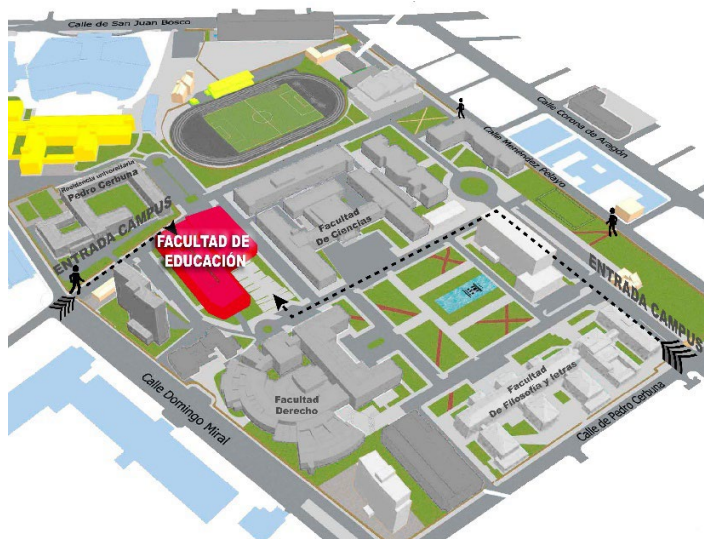 Calle de San Juan Bosco
Calle Corona de Aragón
Calle Menéndez Pelayo
Residencia universitaria
Pedro Cerbuna
ENTRADA CAMPUS
FACULTAD DE
EDUCACIÓN
Facultad
De Ciencias
ENTRADA CAMPUS
Facultad
De Filosofía y letras
Facultad
Derecho
Calle Domingo Miral
Calle de Pedro Cerbuna